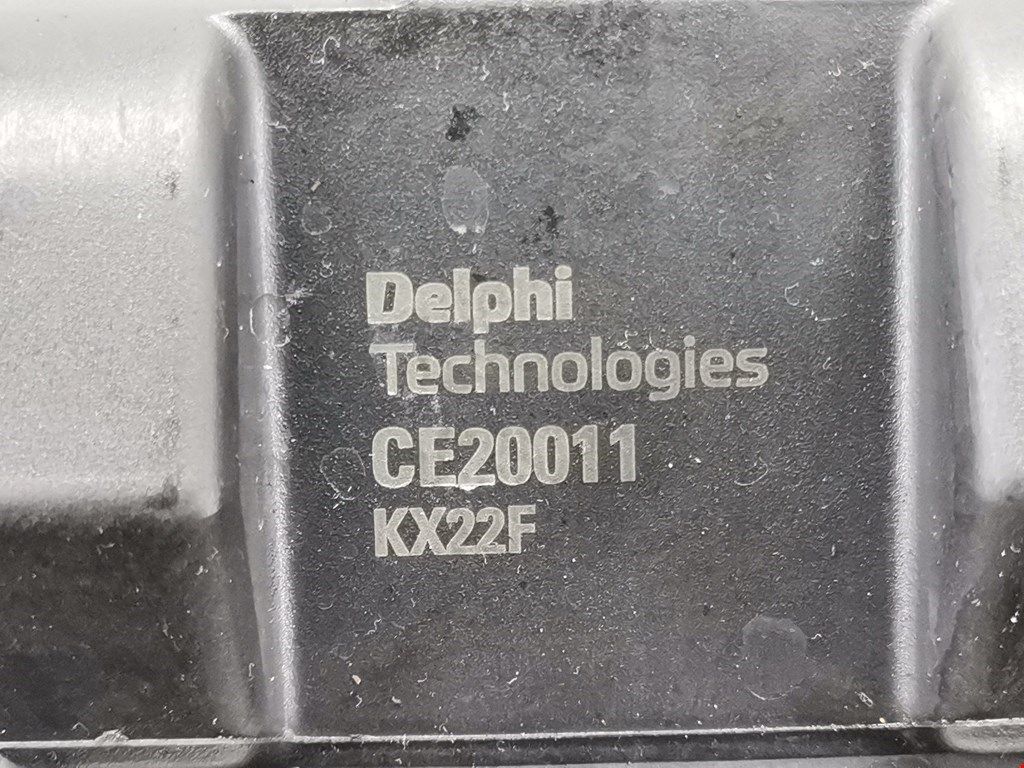 Delphi
Technologies
CE20011
KX22F